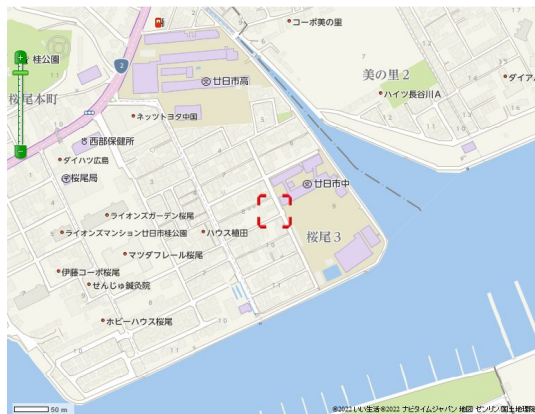 コーポ美の里
桂公園
2
廿日市高
美の里2
ダイア
ハイツ長谷川A
桜尾本町
ネッツトヨタ中国
西部保健所
ダイハツ広島
桜尾局
廿日市中
ライオンズガーデン桜尾
ライオンズマンション廿日市桂公園
ハウス植田
桜尾3
マツダフレール桜尾
伊藤コーポ桜尾
せんじゅ鍼灸院
ホビーハウス桜尾
50 m
©2022 いい生活 ©2022 ナビタイムジャパン 地図 ゼンリン/国土地理院